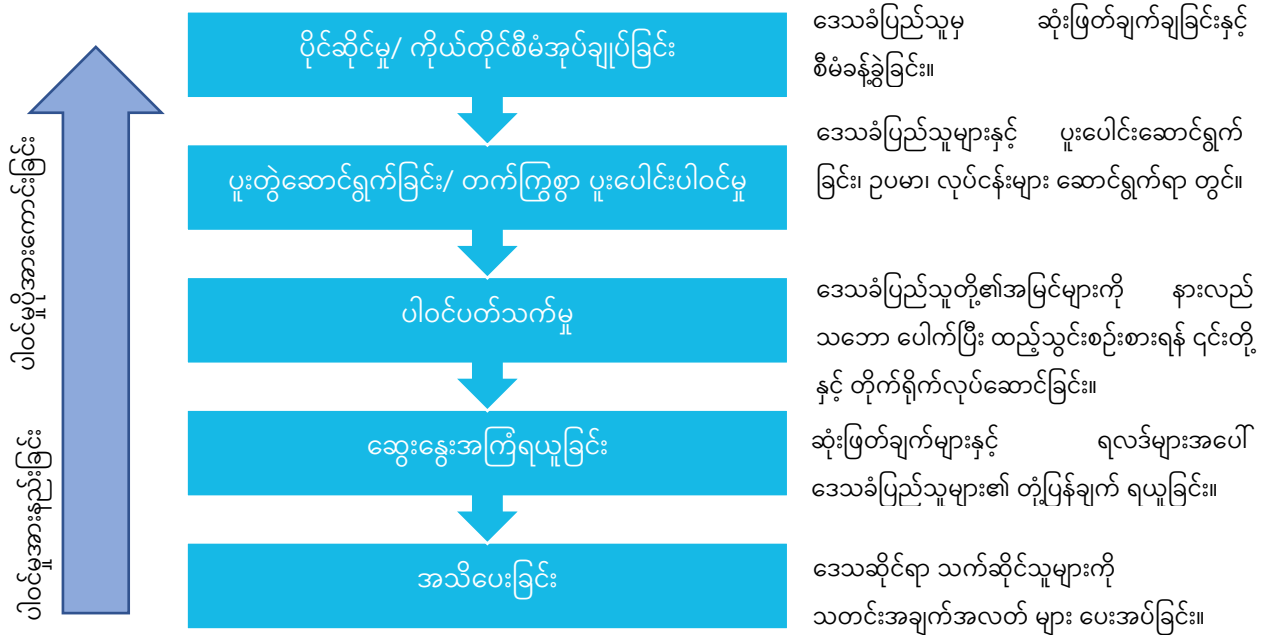 ပိုင်ဆိုင်မှု/ ကိုယ်တိုင်စီမံအုပ်ချုပ်ခြင်း
ဒေသခံပြည်သူမှ ဆုံးဖြတ်ချက်ချခြင်းနှင့်
စီမံခန့်ခွဲခြင်း။
ပါဝင်မှုပိုအားကောင်းခြင်း
ပူးတွဲဆောင်ရွက်ခြင်း/ တက်ကြွစွာ ပူးပေါင်းပါဝင်မှု
ဒေသခံပြည်သူများနှင့် ပူးပေါင်းဆောင်ရွက်
ခြင်း၊ ဥပမာ၊ လုပ်ငန်းများ ဆောင်ရွက်ရာ တွင်။
ပါဝင်ပတ်သက်မှု
ဒေသခံပြည်သူတို့၏အမြင်များကို နားလည်
သဘော ပေါက်ပြီး ထည့်သွင်းစဉ်းစားရန် ၎င်းတို့
နှင့် တိုက်ရိုက်လုပ်ဆောင်ခြင်း။
ပါဝင်မှုအားနည်းခြင်း
ဆွေးနွေးအကြံရယူခြင်း
ဆုံးဖြတ်ချက်များနှင့် ရလဒ်များအပေါ်
ဒေသခံပြည်သူများ၏ တုံ့ပြန်ချက် ရယူခြင်း။
အသိပေးခြင်း
ဒေသဆိုင်ရာ သက်ဆိုင်သူများကို
သတင်းအချက်အလတ် များ ပေးအပ်ခြင်း။